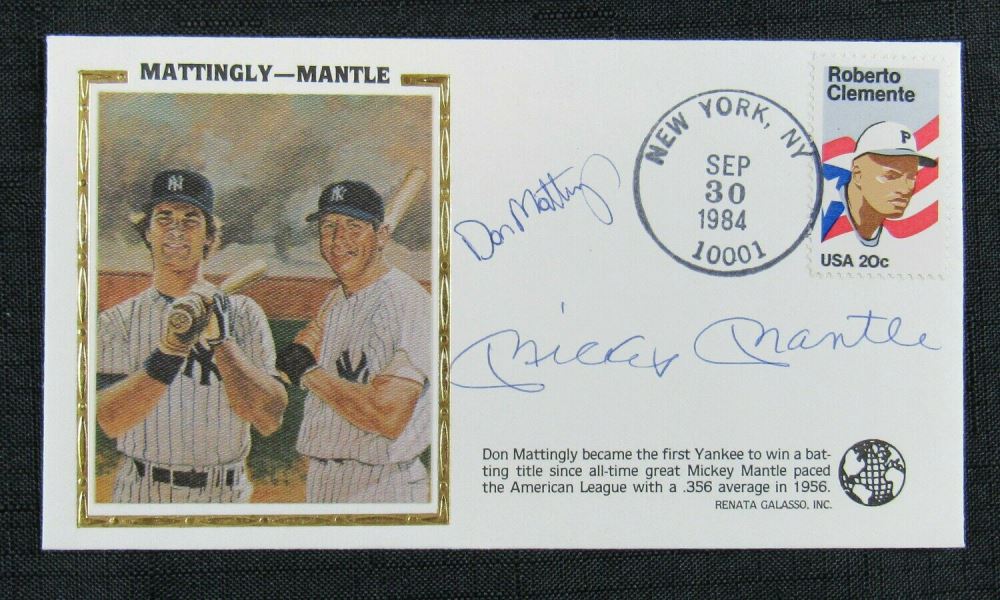 MATTINGLY—MANTLE
NY
NY
NY
NY
Don Mattingly
NEW YORK, NY
SEP
30
1984
10001
Roberto
Clemente
P
USA 20c
Mickey Mantle
Don Mattingly became the first Yankee to win a bat-
ting title since all-time great Mickey Mantle paced
the American League with a .356 average in 1956.
RENATA GALASSO, INC.